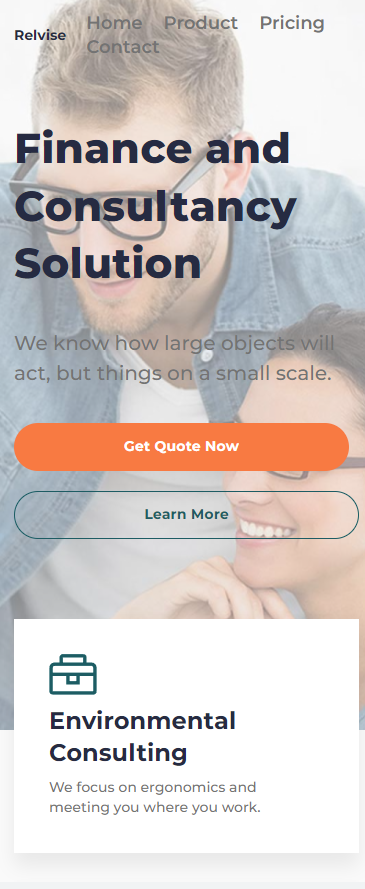 Relvise
Home Product Pricing
Contact
Finance and
Consultancy
Solution
We know how large objects will
act, but things on a small scale.
Get Quote Now
Learn More
Environmental
Consulting
We focus on ergonomics and
meeting you where you work.